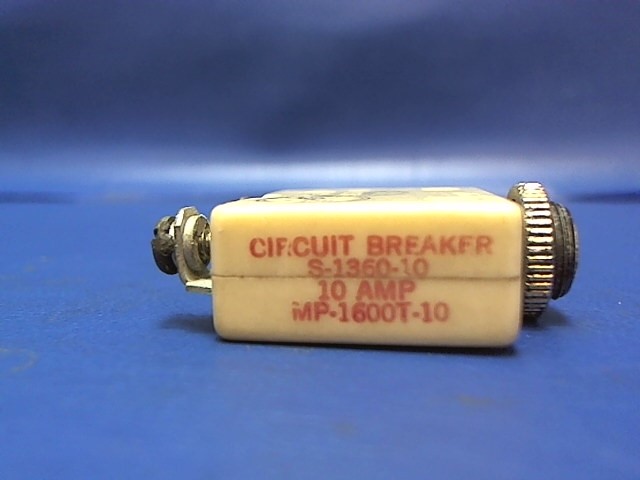 CIRCUIT BREAKER
S-1360-10
10 AMP
MP-1600T-10